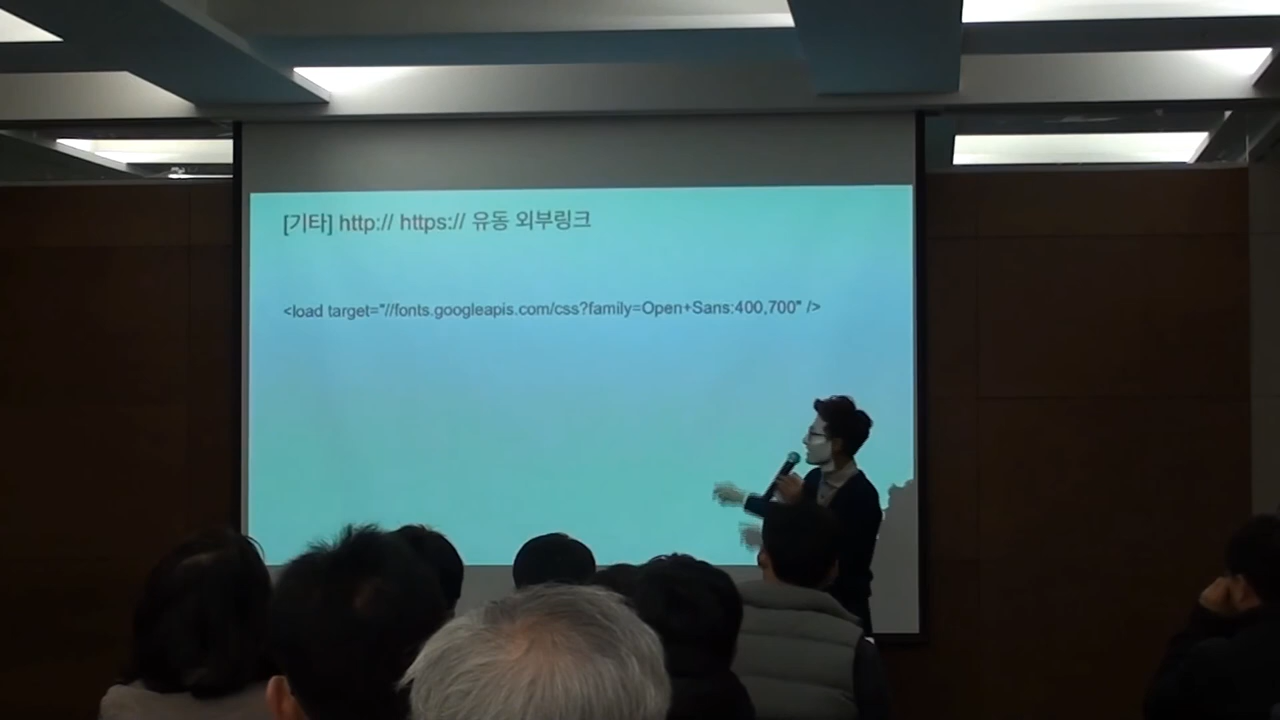 [기타] http:// https:// 유동 외부링크
<load target="//fonts.googleapis.com/css?family=Open+Sans:400,700" />